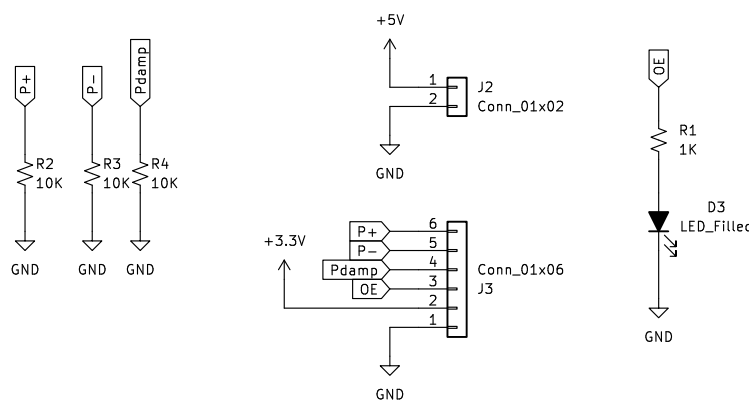 P+
P-
Pdamp
R2
10K
R3
10K
R4
10K
GND
GND
GND
+5V
1
2
J2
Conn_01x02
GND
+3.3V
P+
P-
Pdamp
OE
6
5
4
3
2
1
Conn_01x06
J3
GND
OE
R1
1K
D3
LED_Filled
GND